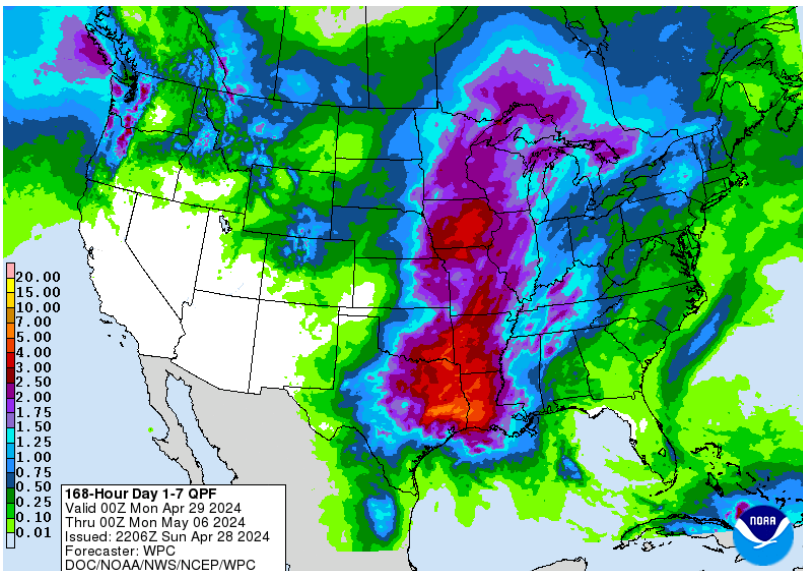 20.00
15.00
10.00
7.00
5.00
4.00
3.00
2.50
2.00
1.75
1.50
1.25
1.00
0.75
0.50
0.25
0.10
0.01
168-Hour Day 1-7 QPF
Valid 00Z Mon Apr 29 2024
Thru 00Z Mon May 06 2024
Issued: 2206Z Sun Apr 28 2024
Forecaster: WPC
DOC/NOAA/NWS/NCEP/WPC
NOAA